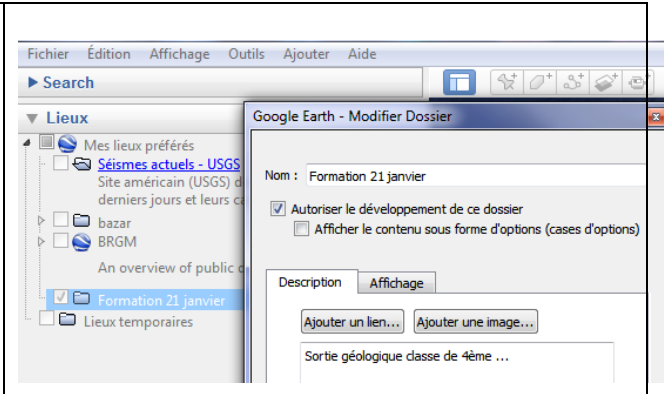 Fichier Édition Affichage Outils Ajouter Aide
Search
Lieux
Mes lieux préférés
Séismes actuels - USGS
Site américain (USGS) d
derniers jours et leurs ca
bazar
BRGM
An overview of public d
Formation 21 janvier
Lieux temporaires
Google Earth - Modifier Dossier
Nom : Formation 21 janvier
Autoriser le développement de ce dossier
Afficher le contenu sous forme d'options (cases d'options)
Description Affichage
Ajouter un lien... Ajouter une image...
Sortie géologique classe de 4ème ...